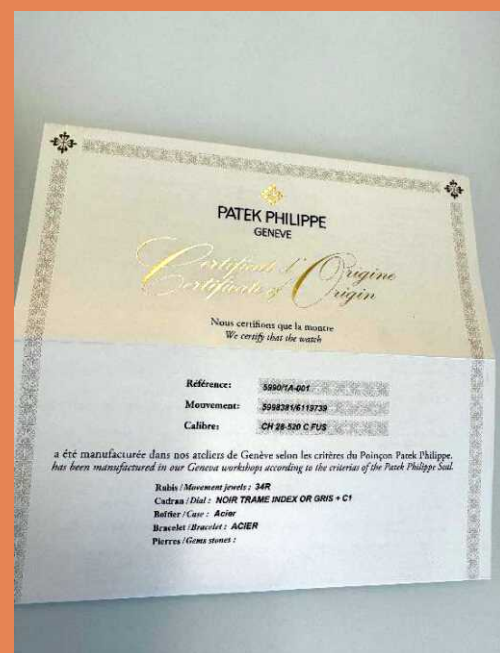 PATEK PHILIPPE
GENEVE
Certificat d'Origine
Certificate of Origin
Nous certifions que la montre
We certify that the watch
Référence: 5990/1A-001
Mouvement: 5998381/6119739
Calibre: CH 28-520 C FUS
a été manufacturée dans nos ateliers de Genève selon les critères du Poinçon Patek Philippe.
has been manufactured in our Geneva workshops according to the criterias of the Patek Philippe Seal.
Rubis / Movement jewels : 34R
Cadran / Dial : NOIR TRAME INDEX OR GRIS + C1
Boîtier / Case : Acier
Bracelet / Bracelet : ACIER
Pierres / Gems stones :